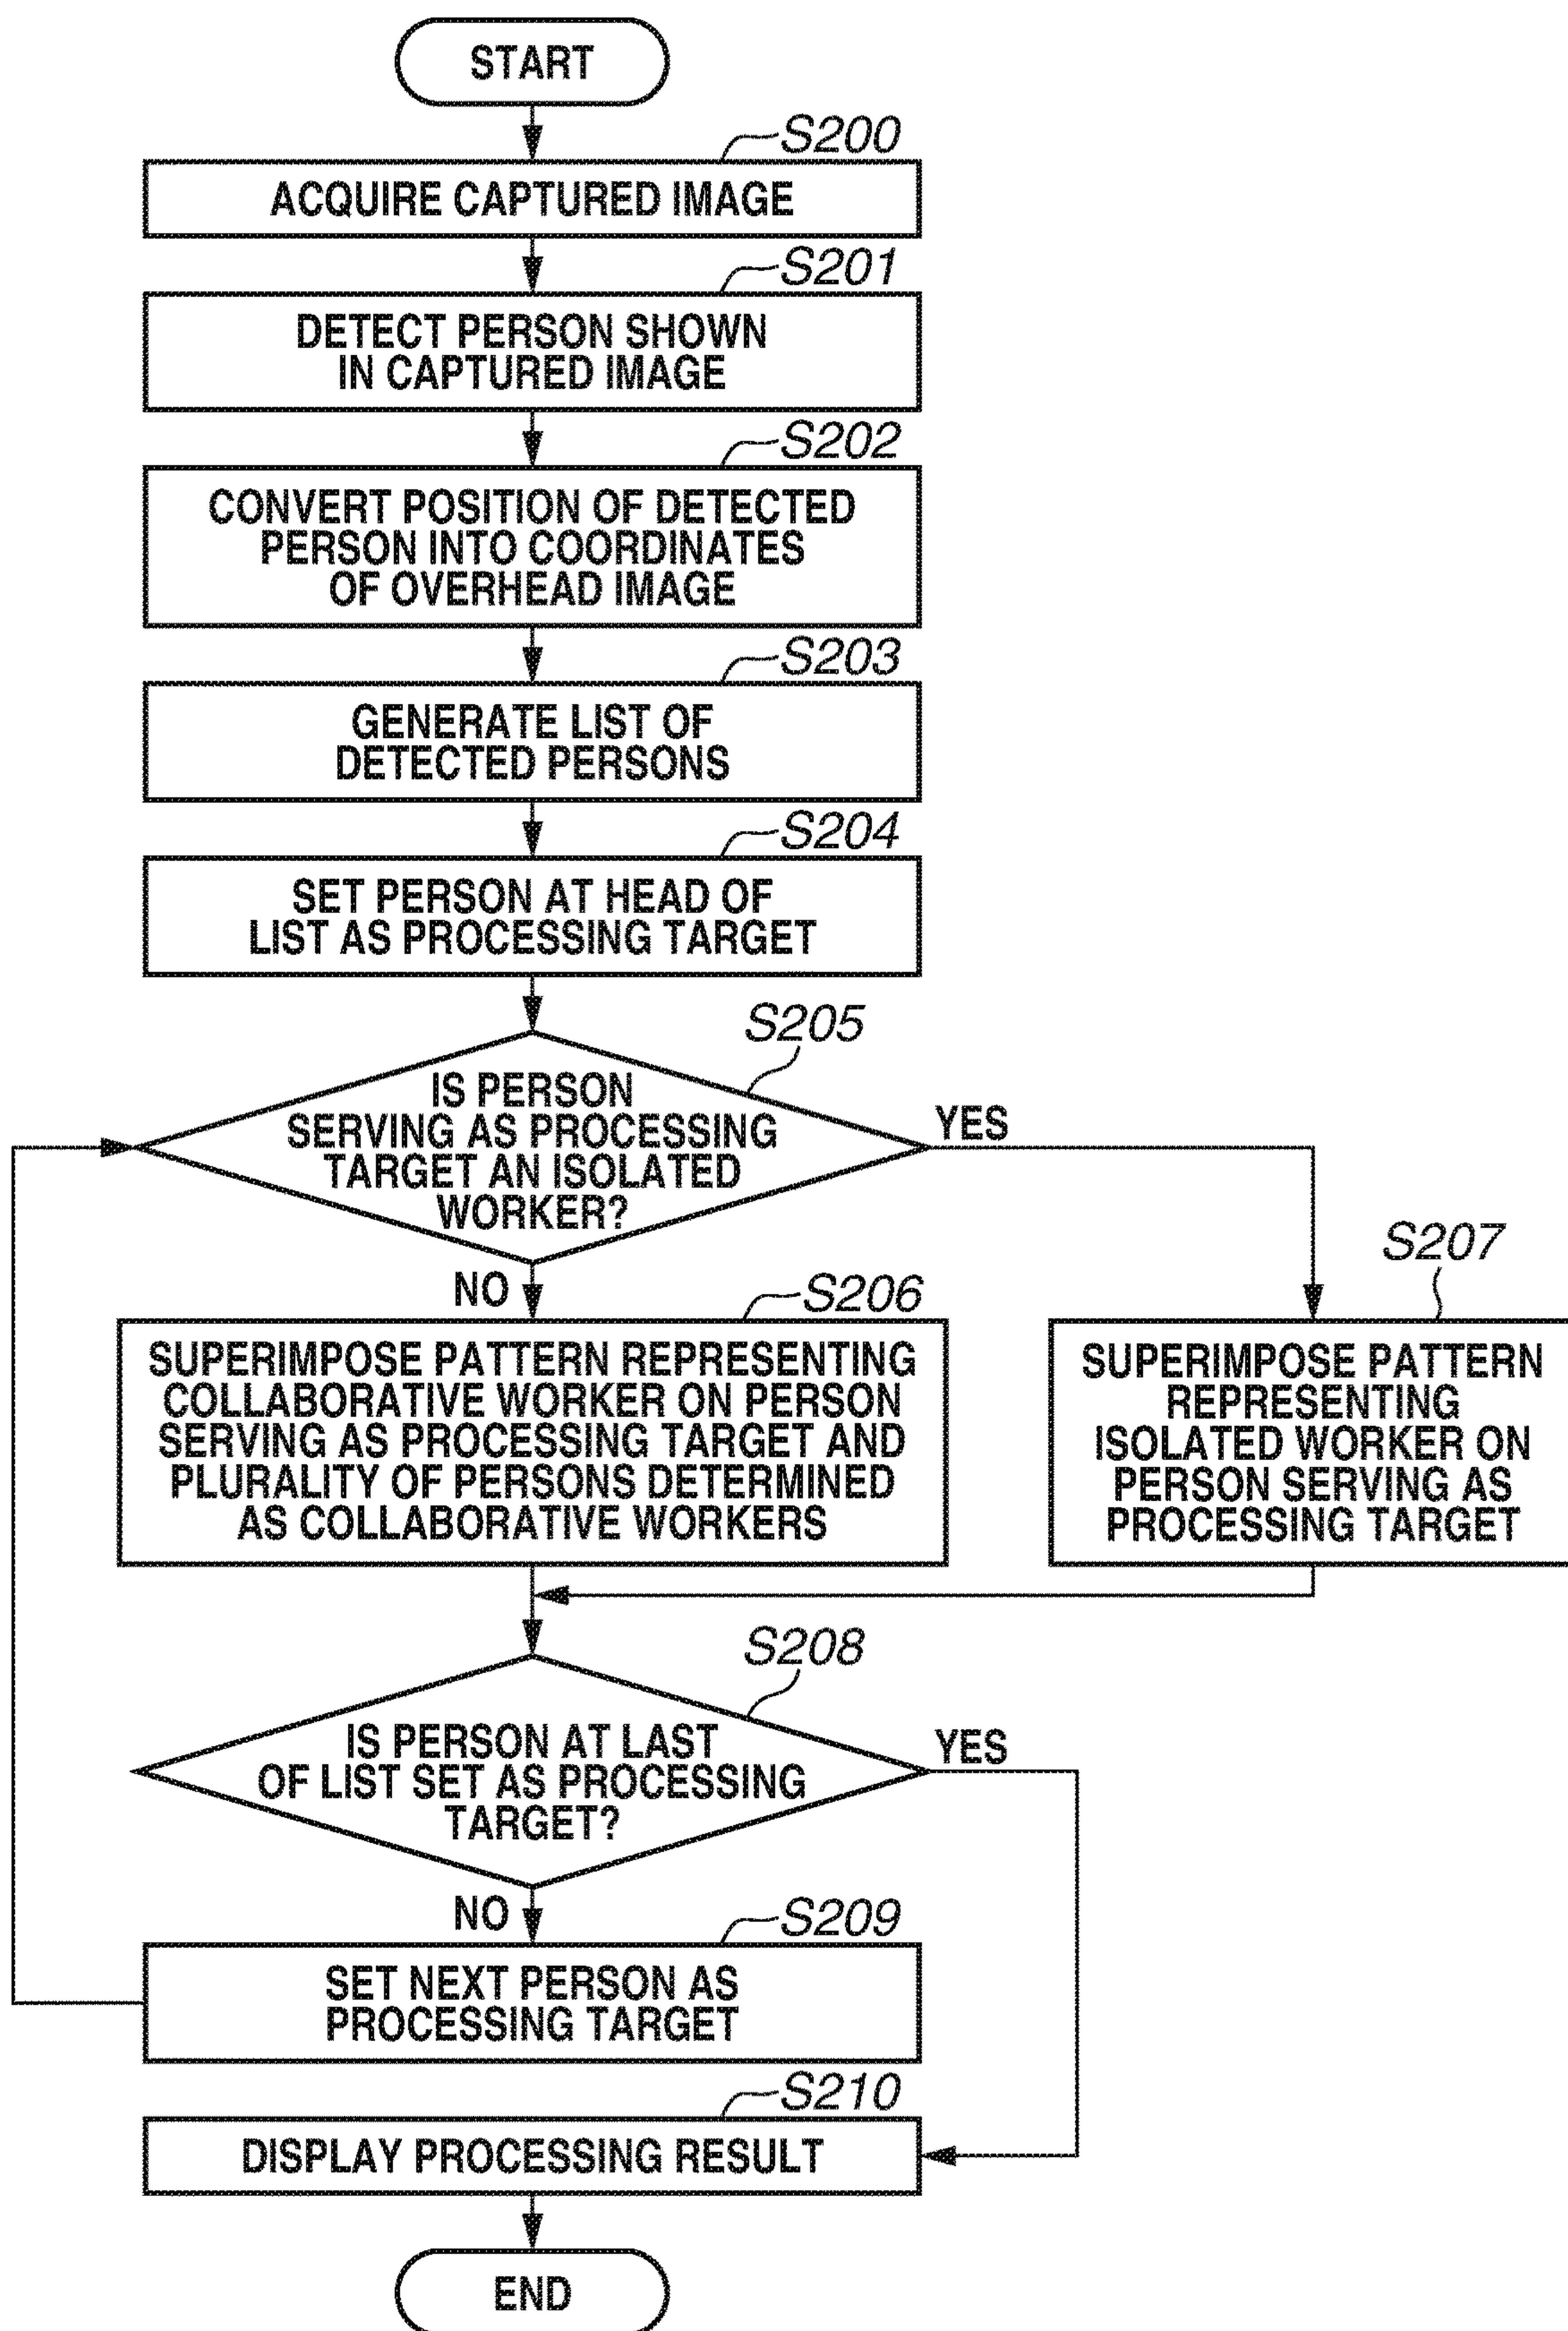 START
S200
ACQUIRE CAPTURED IMAGE
S201
DETECT PERSON SHOWN
IN CAPTURED IMAGE
S202
CONVERT POSITION OF DETECTED
PERSON INTO COORDINATES
OF OVERHEAD IMAGE
S203
GENERATE LIST OF
DETECTED PERSONS
S204
SET PERSON AT HEAD OF
LIST AS PROCESSING TARGET
S205
IS PERSON
SERVING AS PROCESSING
TARGET AN ISOLATED
WORKER?
YES
NO
S206
SUPERIMPOSE PATTERN REPRESENTING
COLLABORATIVE WORKER ON PERSON
SERVING AS PROCESSING TARGET AND
PLURALITY OF PERSONS DETERMINED
AS COLLABORATIVE WORKERS
S207
SUPERIMPOSE PATTERN
REPRESENTING
ISOLATED WORKER ON
PERSON SERVING AS
PROCESSING TARGET
S208
IS PERSON AT LAST
OF LIST SET AS PROCESSING
TARGET?
YES
NO
S209
SET NEXT PERSON AS
PROCESSING TARGET
S210
DISPLAY PROCESSING RESULT
END